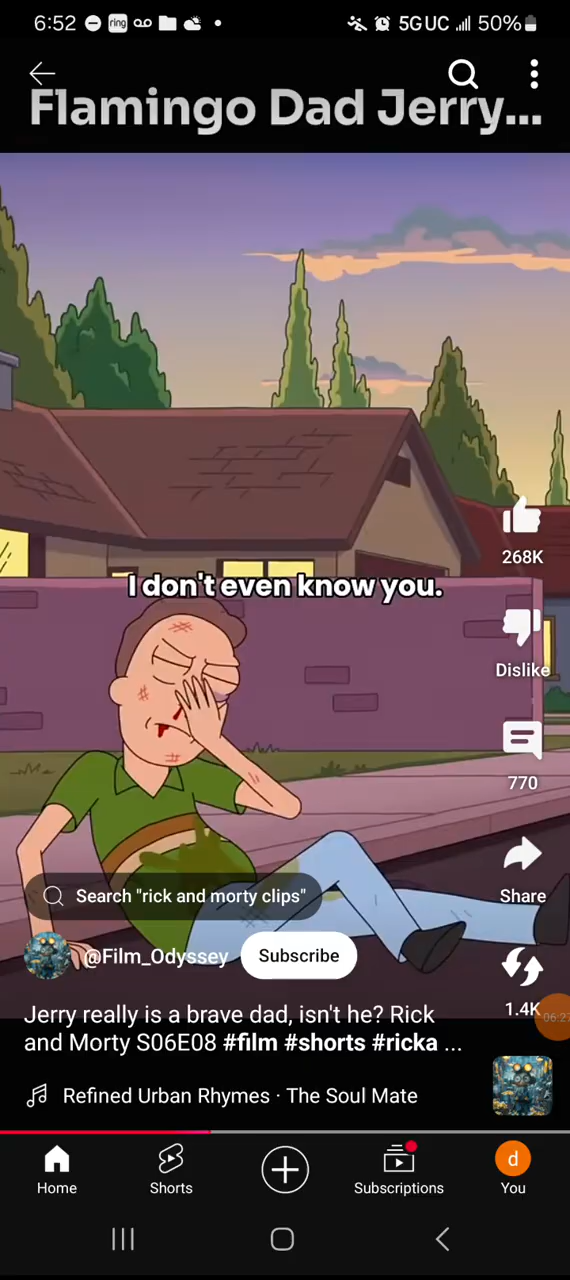 6:52
ring
5G UC
50%
Flamingo Dad Jerry...
268K
I don't even know you.
Dislike
770
Search "rick and morty clips"
Share
@Film_Odyssey
Subscribe
1.4K
Jerry really is a brave dad, isn't he? Rick
and Morty S06E08 #film #shorts #ricka ...
Refined Urban Rhymes · The Soul Mate
Home
Shorts
Subscriptions
d
You